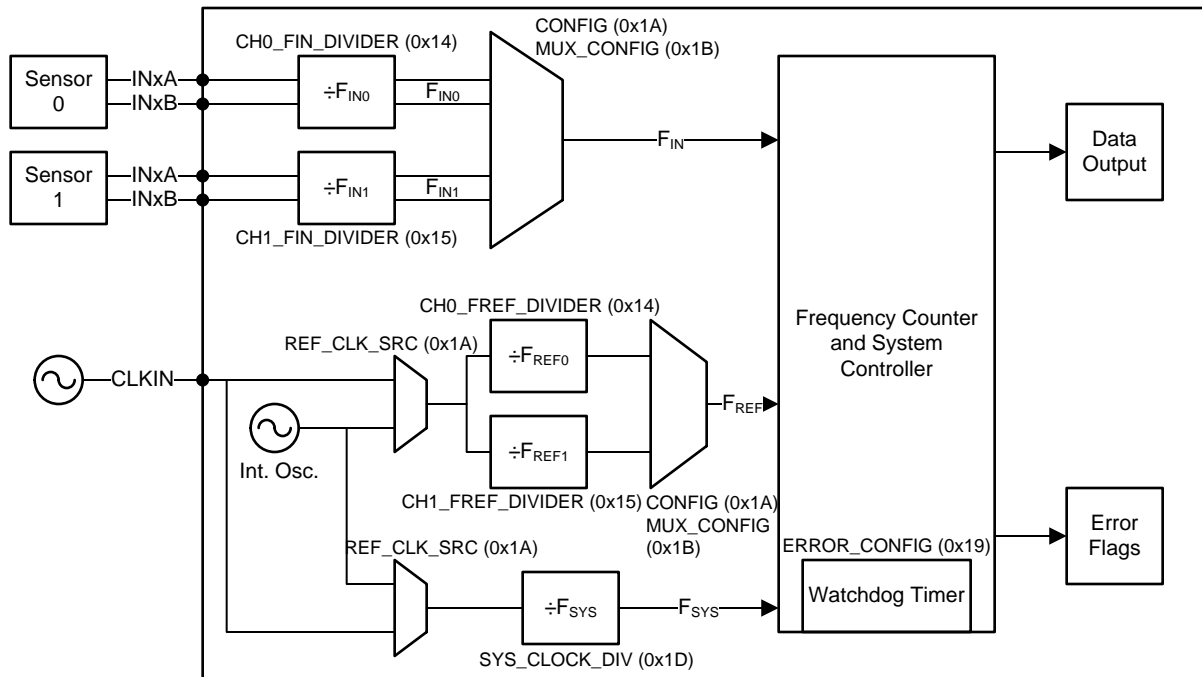 CONFIG (0x1A)
MUX_CONFIG (0x1B)
CH0_FIN_DIVIDER (0x14)
Sensor
0
INxA
INxB
÷FIN0
FIN0
FIN
Data
Output
Sensor
1
INxA
INxB
÷FIN1
FIN1
CH1_FIN_DIVIDER (0x15)
CH0_FREF_DIVIDER (0x14)
Frequency Counter
and System
Controller
REF_CLK_SRC (0x1A)
÷FREF0
CLKIN
FREF
Int. Osc.
÷FREF1
CH1_FREF_DIVIDER (0x15)
CONFIG (0x1A)
MUX_CONFIG
(0x1B)
Error
Flags
REF_CLK_SRC (0x1A)
ERROR_CONFIG (0x19)
Watchdog Timer
÷FSYS
FSYS
SYS_CLOCK_DIV (0x1D)